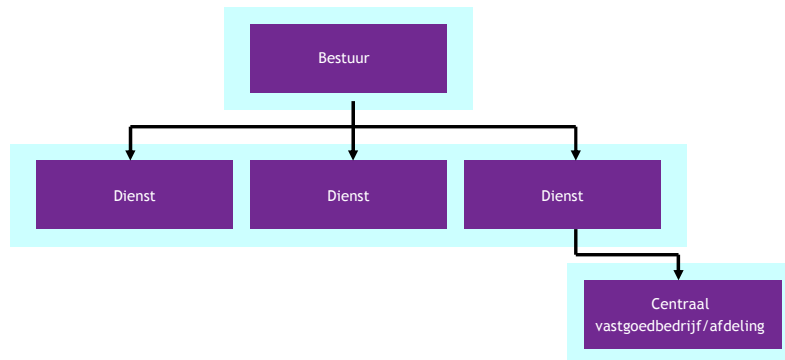 Bestuur
Dienst
Dienst
Dienst
Centraal
vastgoedbedrijf/afdeling